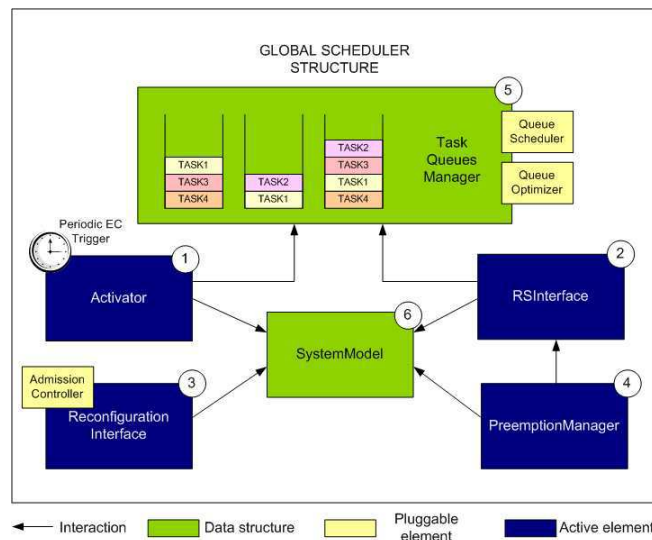 GLOBAL SCHEDULER
STRUCTURE
5
Queue
Scheduler
Queue
Optimizer
Task
Queues
Manager
TASK1
TASK3
TASK4
TASK2
TASK1
TASK2
TASK3
TASK1
TASK4
Periodic EC
Trigger
1
Activator
2
RSInterface
6
SystemModel
Admission
Controller
3
Reconfiguration
Interface
4
PreemptionManager
Interaction
Data structure
Pluggable
element
Active element